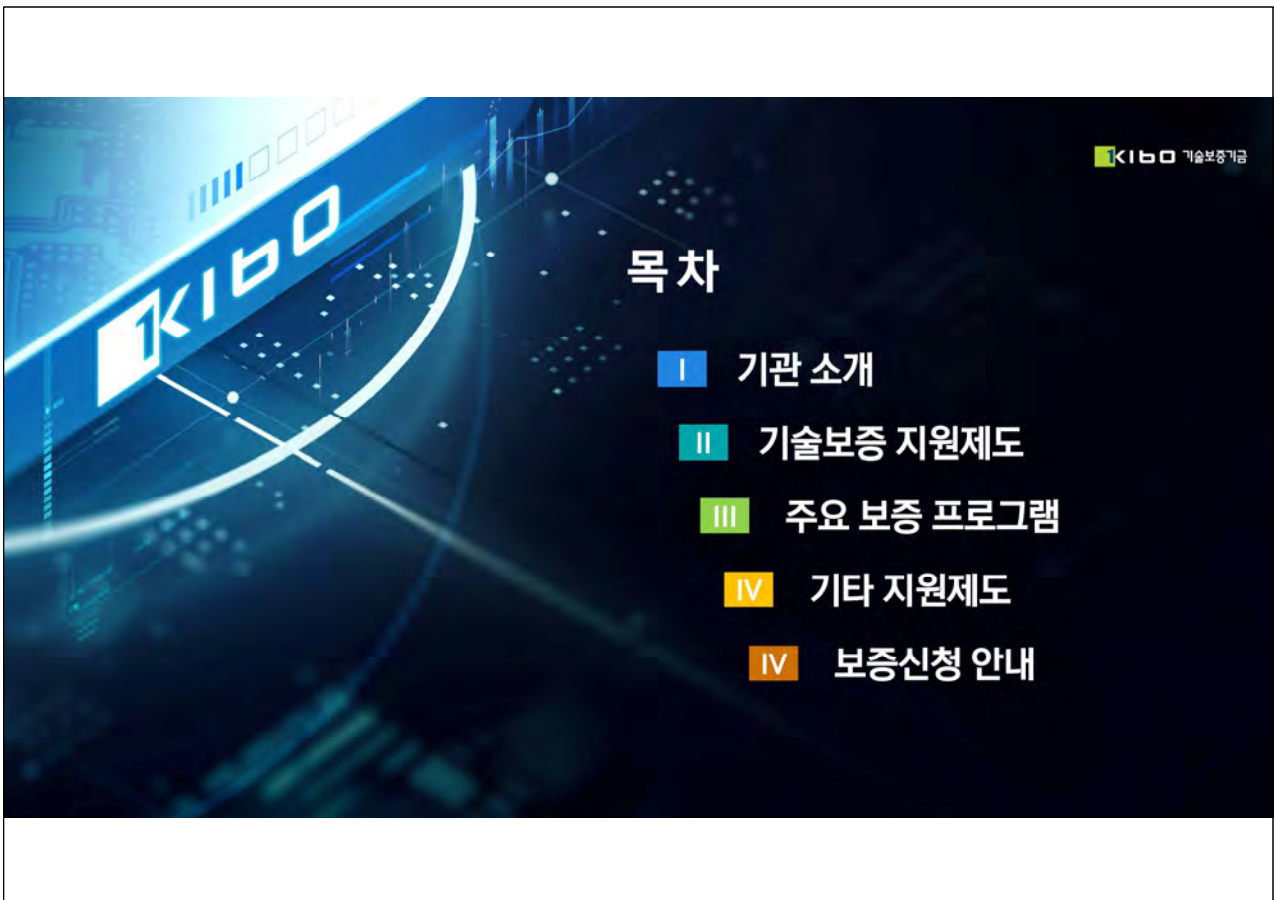 KIBO
KIBO 기술보증기금
목차
I 기관 소개
II 기술보증 지원제도
III 주요 보증 프로그램
IV 기타 지원제도
IV 보증신청 안내